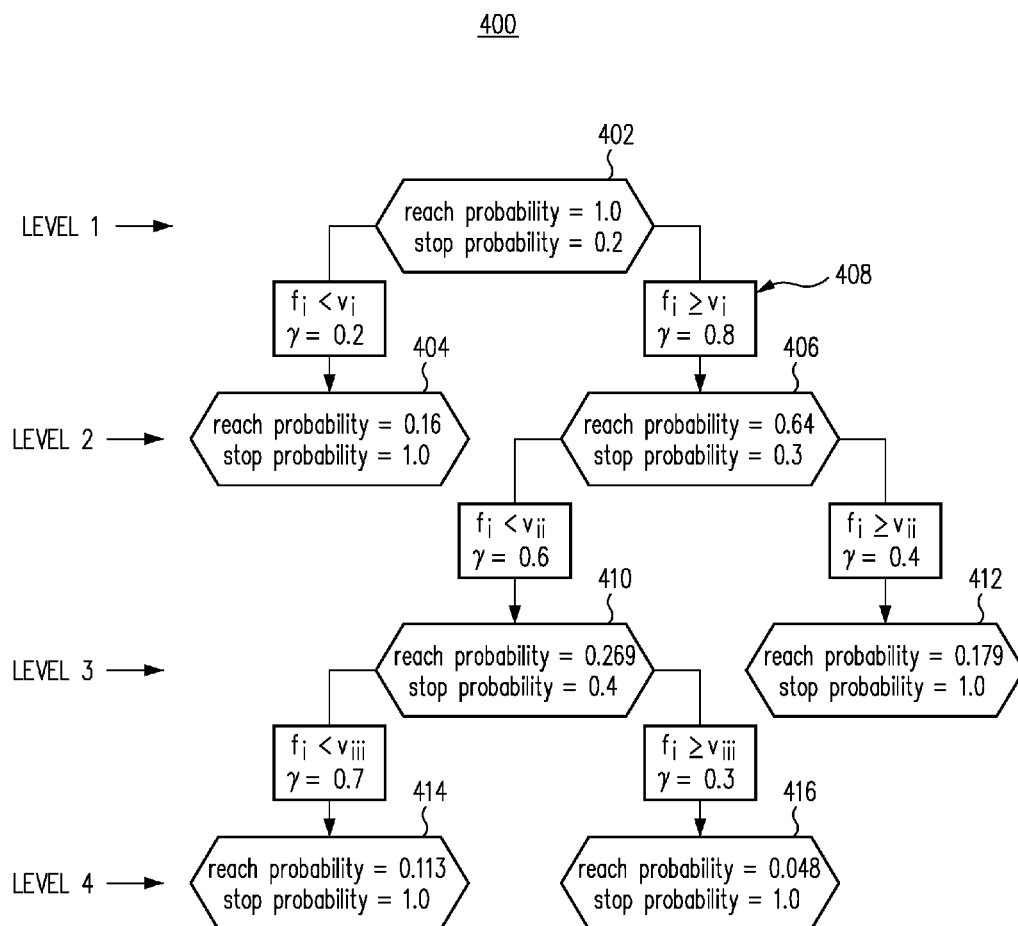 400
402
LEVEL 1
reach probability = 1.0
stop probability = 0.2
408
f_i < v_i
γ = 0.2
f_i ≥ v_i
γ = 0.8
404
406
LEVEL 2
reach probability = 0.16
stop probability = 1.0
reach probability = 0.64
stop probability = 0.3
f_i < v_ii
γ = 0.6
f_i ≥ v_ii
γ = 0.4
410
412
LEVEL 3
reach probability = 0.269
stop probability = 0.4
reach probability = 0.179
stop probability = 1.0
f_i < v_iii
γ = 0.7
f_i ≥ v_iii
γ = 0.3
414
416
LEVEL 4
reach probability = 0.113
stop probability = 1.0
reach probability = 0.048
stop probability = 1.0